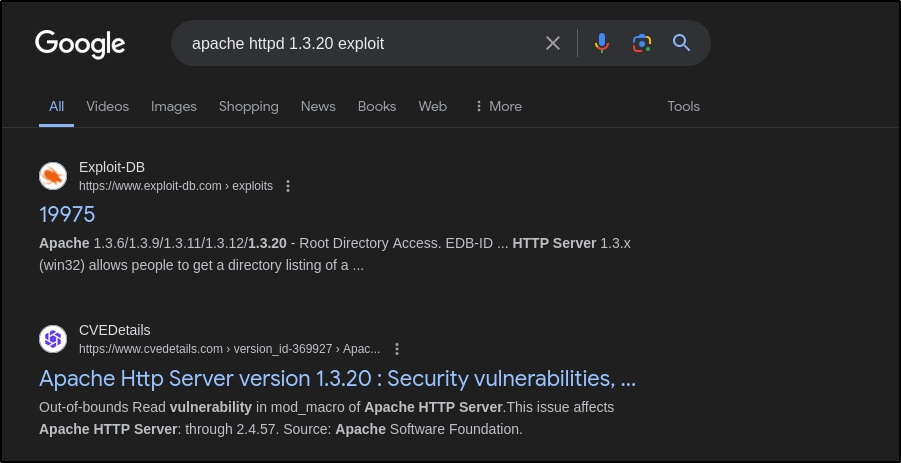 Google
apache httpd 1.3.20 exploit
All Videos Images Shopping News Books Web More Tools
Exploit-DB
https://www.exploit-db.com › exploits
19975
Apache 1.3.6/1.3.9/1.3.11/1.3.12/1.3.20 - Root Directory Access. EDB-ID ... HTTP Server 1.3.x
(win32) allows people to get a directory listing of a ...
CVEDetails
https://www.cvedetails.com › version_id-369927 › Apac...
Apache Http Server version 1.3.20 : Security vulnerabilities, ...
Out-of-bounds Read vulnerability in mod_macro of Apache HTTP Server.This issue affects
Apache HTTP Server: through 2.4.57. Source: Apache Software Foundation.